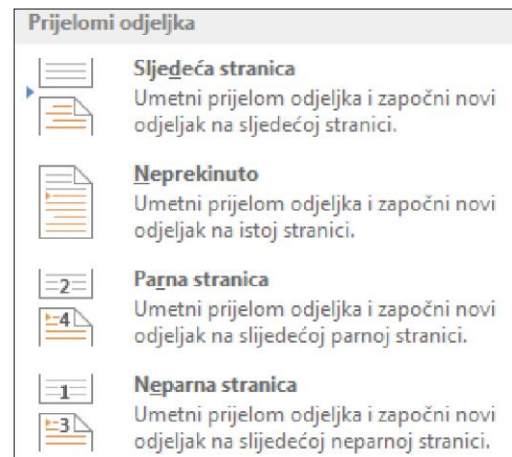 Prijelomi odjeljka
Sljedeća stranica
Umetni prijelom odjeljka i započni novi
odjeljak na sljedećoj stranici.
Neprekinuto
Umetni prijelom odjeljka i započni novi
odjeljak na istoj stranici.
2
Parna stranica
4
Umetni prijelom odjeljka i započni novi
odjeljak na slijedećoj parnoj stranici.
1
Neparna stranica
3
Umetni prijelom odjeljka i započni novi
odjeljak na slijedećoj neparnoj stranici.